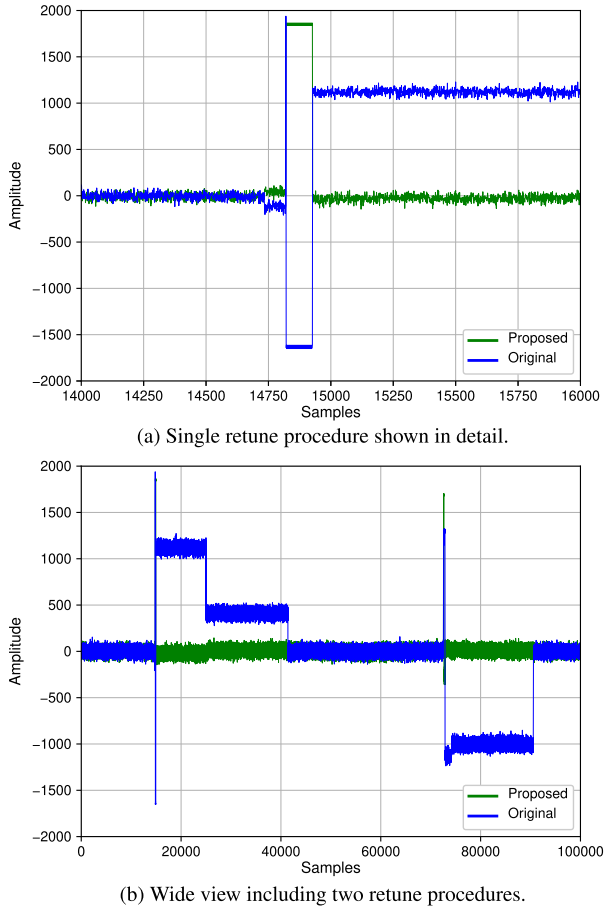 2000
1500
1000
500
0
−500
−1000
−1500
−2000
Amplitude
Proposed
Original
14000 14250 14500 14750 15000 15250 15500 15750 16000
Samples
(a) Single retune procedure shown in detail.
2000
1500
1000
500
0
−500
−1000
−1500
−2000
Amplitude
Proposed
Original
0 20000 40000 60000 80000 100000
Samples
(b) Wide view including two retune procedures.